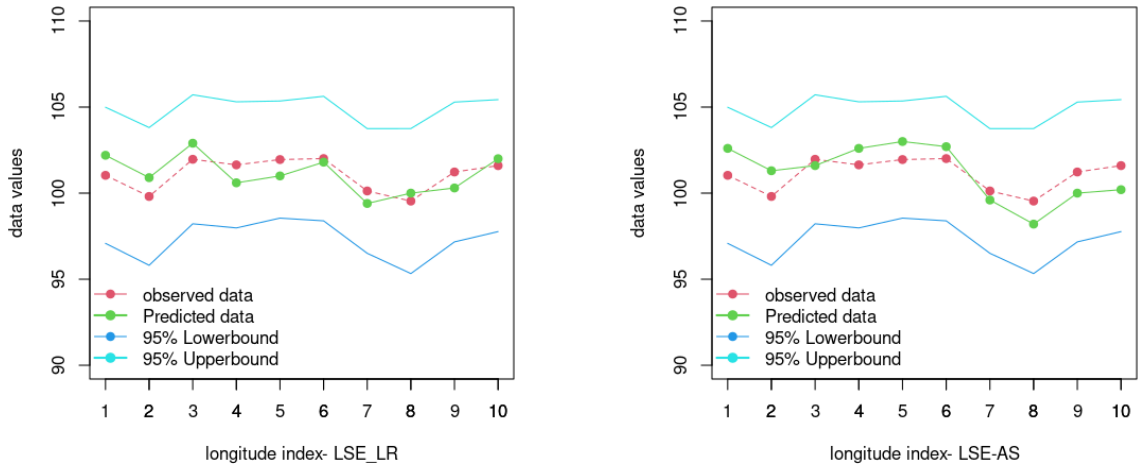 110
105
100
95
90
data values
observed data
Predicted data
95% Lowerbound
95% Upperbound
1 2 3 4 5 6 7 8 9 10
longitude index- LSE_LR
110
105
100
95
90
data values
observed data
Predicted data
95% Lowerbound
95% Upperbound
1 2 3 4 5 6 7 8 9 10
longitude index- LSE-AS